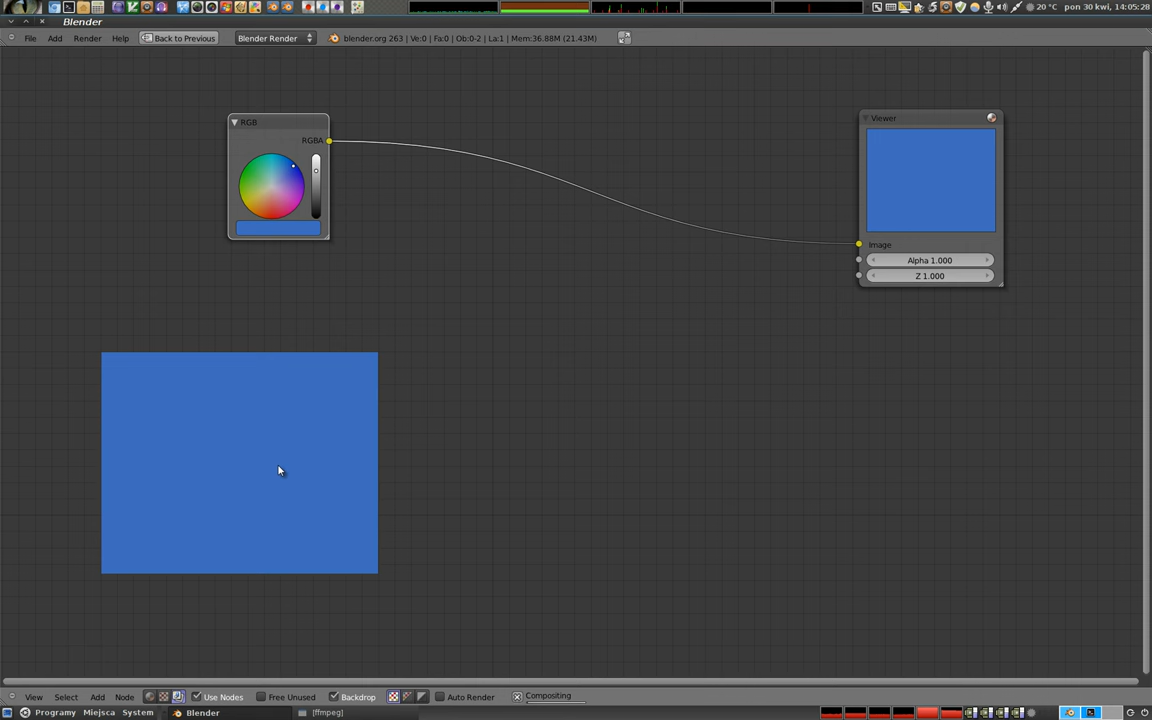 20 °C pon 30 kwi, 14:05:28
Blender
File Add Render Help Back to Previous Blender Render blender.org 263 | Ve:0 | Fa:0 | Ob:0-2 | La:1 | Mem:36.88M (21.43M)
RGB
RGBA
Viewer
Image
Alpha 1.000
Z 1.000
View Select Add Node Use Nodes Free Unused Backdrop Auto Render Compositing
Programy Miejsca System Blender [ffmpeg]